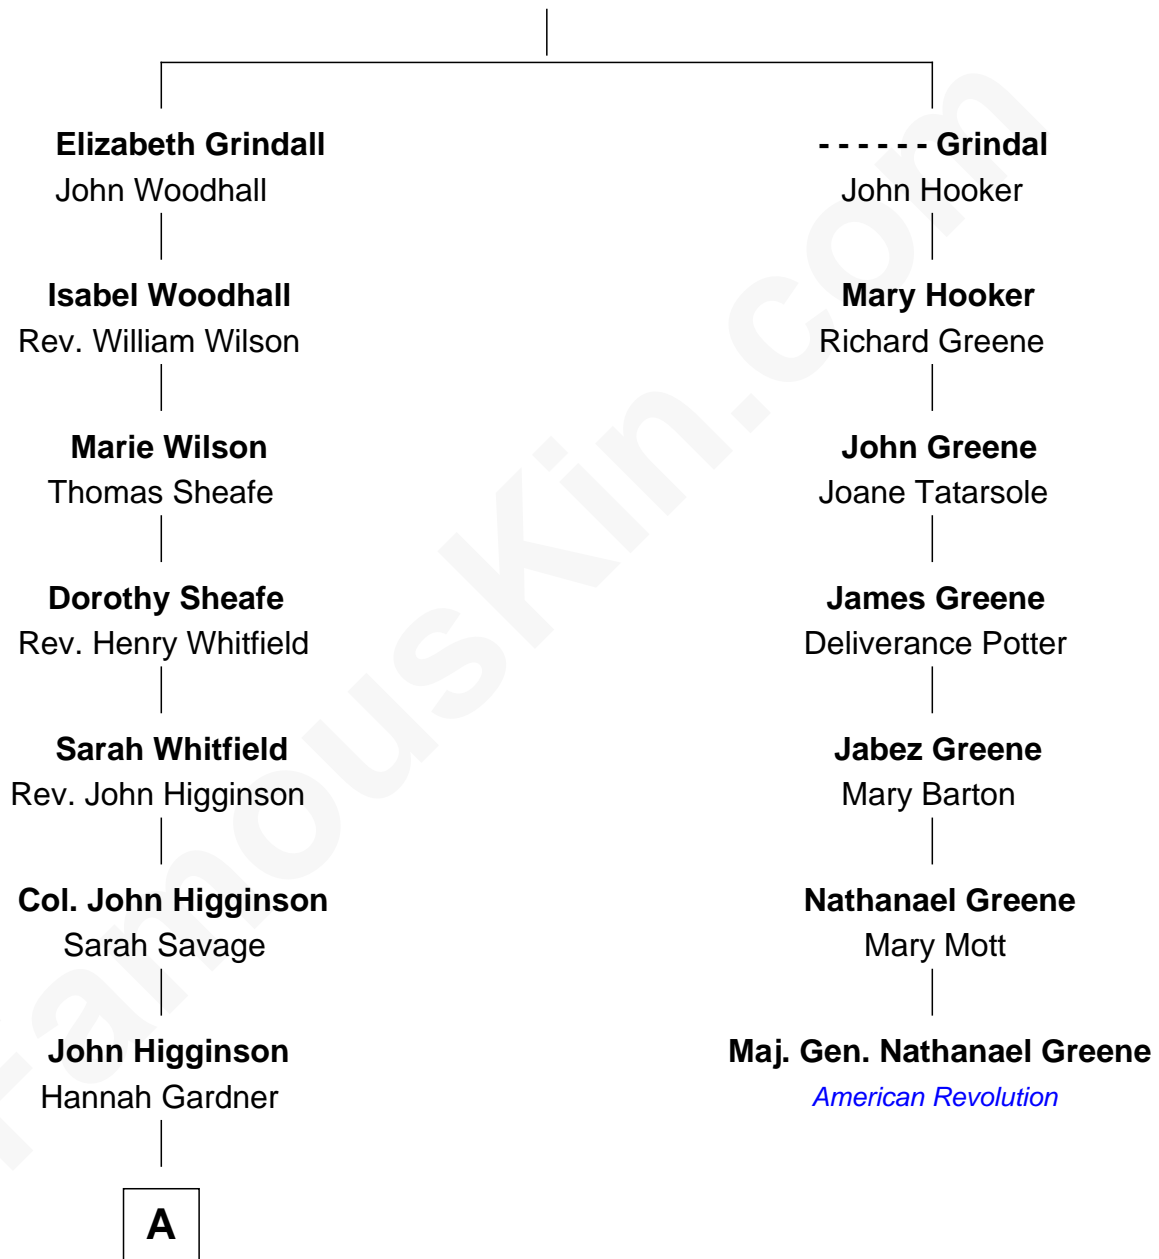 Elizabeth Grindall
John Woodhall
Isabel Woodhall
Rev. William Wilson
Marie Wilson
Thomas Sheafe
Dorothy Sheafe
Rev. Henry Whitfield
Sarah Whitfield
Rev. John Higginson
Col. John Higginson
Sarah Savage
John Higginson
Hannah Gardner
A
- - - - - - Grindal
John Hooker
Mary Hooker
Richard Greene
John Greene
Joane Tatarsole
James Greene
Deliverance Potter
Jabez Greene
Mary Barton
Nathanael Greene
Mary Mott
Maj. Gen. Nathanael Greene
American Revolution
FamousKin.com